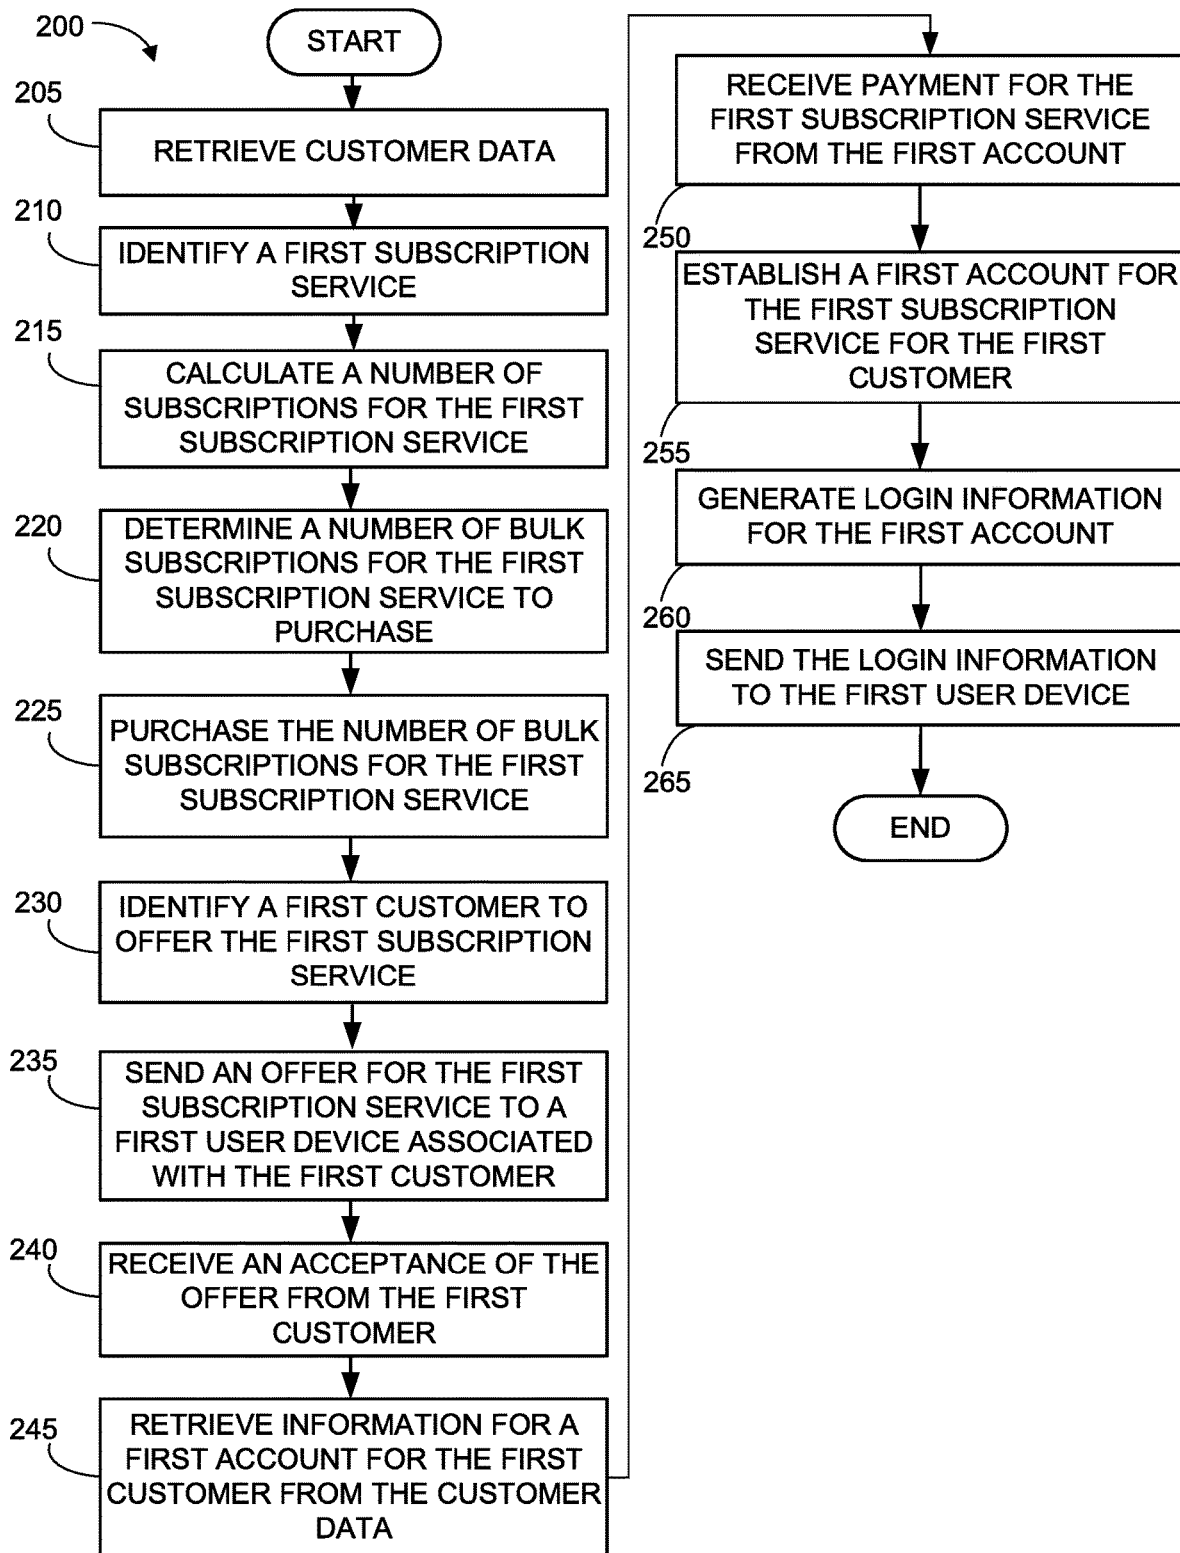 200
START
205
RETRIEVE CUSTOMER DATA
210
IDENTIFY A FIRST SUBSCRIPTION
SERVICE
215
CALCULATE A NUMBER OF
SUBSCRIPTIONS FOR THE FIRST
SUBSCRIPTION SERVICE
220
DETERMINE A NUMBER OF BULK
SUBSCRIPTIONS FOR THE FIRST
SUBSCRIPTION SERVICE TO
PURCHASE
225
PURCHASE THE NUMBER OF BULK
SUBSCRIPTIONS FOR THE FIRST
SUBSCRIPTION SERVICE
230
IDENTIFY A FIRST CUSTOMER TO
OFFER THE FIRST SUBSCRIPTION
SERVICE
235
SEND AN OFFER FOR THE FIRST
SUBSCRIPTION SERVICE TO A
FIRST USER DEVICE ASSOCIATED
WITH THE FIRST CUSTOMER
240
RECEIVE AN ACCEPTANCE OF THE
OFFER FROM THE FIRST
CUSTOMER
245
RETRIEVE INFORMATION FOR A
FIRST ACCOUNT FOR THE FIRST
CUSTOMER FROM THE CUSTOMER
DATA
RECEIVE PAYMENT FOR THE
FIRST SUBSCRIPTION SERVICE
FROM THE FIRST ACCOUNT
250
ESTABLISH A FIRST ACCOUNT FOR
THE FIRST SUBSCRIPTION
SERVICE FOR THE FIRST
CUSTOMER
255
GENERATE LOGIN INFORMATION
FOR THE FIRST ACCOUNT
260
SEND THE LOGIN INFORMATION
TO THE FIRST USER DEVICE
265
END